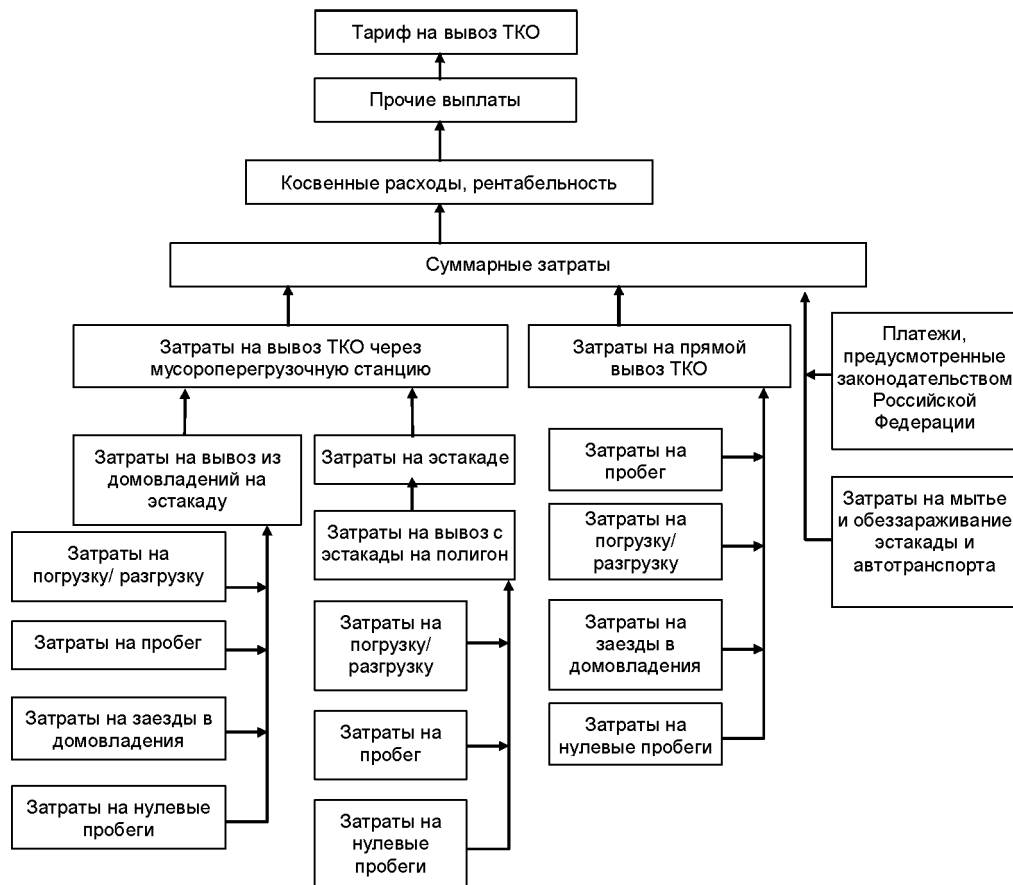 Тариф на вывоз ТКО
Прочие выплаты
Косвенные расходы, рентабельность
Суммарные затраты
Затраты на вывоз ТКО через
мусороперегрузочную станцию
Затраты на прямой
вывоз ТКО
Платежи,
предусмотренные
законодательством
Российской
Федерации
Затраты на вывоз из
домовладений на
эстакаду
Затраты на эстакаде
Затраты на
пробег
Затраты на мытье
и обеззараживание
эстакады и
автотранспорта
Затраты на вывоз с
эстакады на полигон
Затраты на
погрузку/
разгрузку
Затраты на
погрузку/ разгрузку
Затраты на
погрузку/
разгрузку
Затраты на
заезды в
домовладения
Затраты на пробег
Затраты на заезды в
домовладения
Затраты на
пробег
Затраты на
нулевые пробеги
Затраты на нулевые
пробеги
Затраты на
нулевые
пробеги